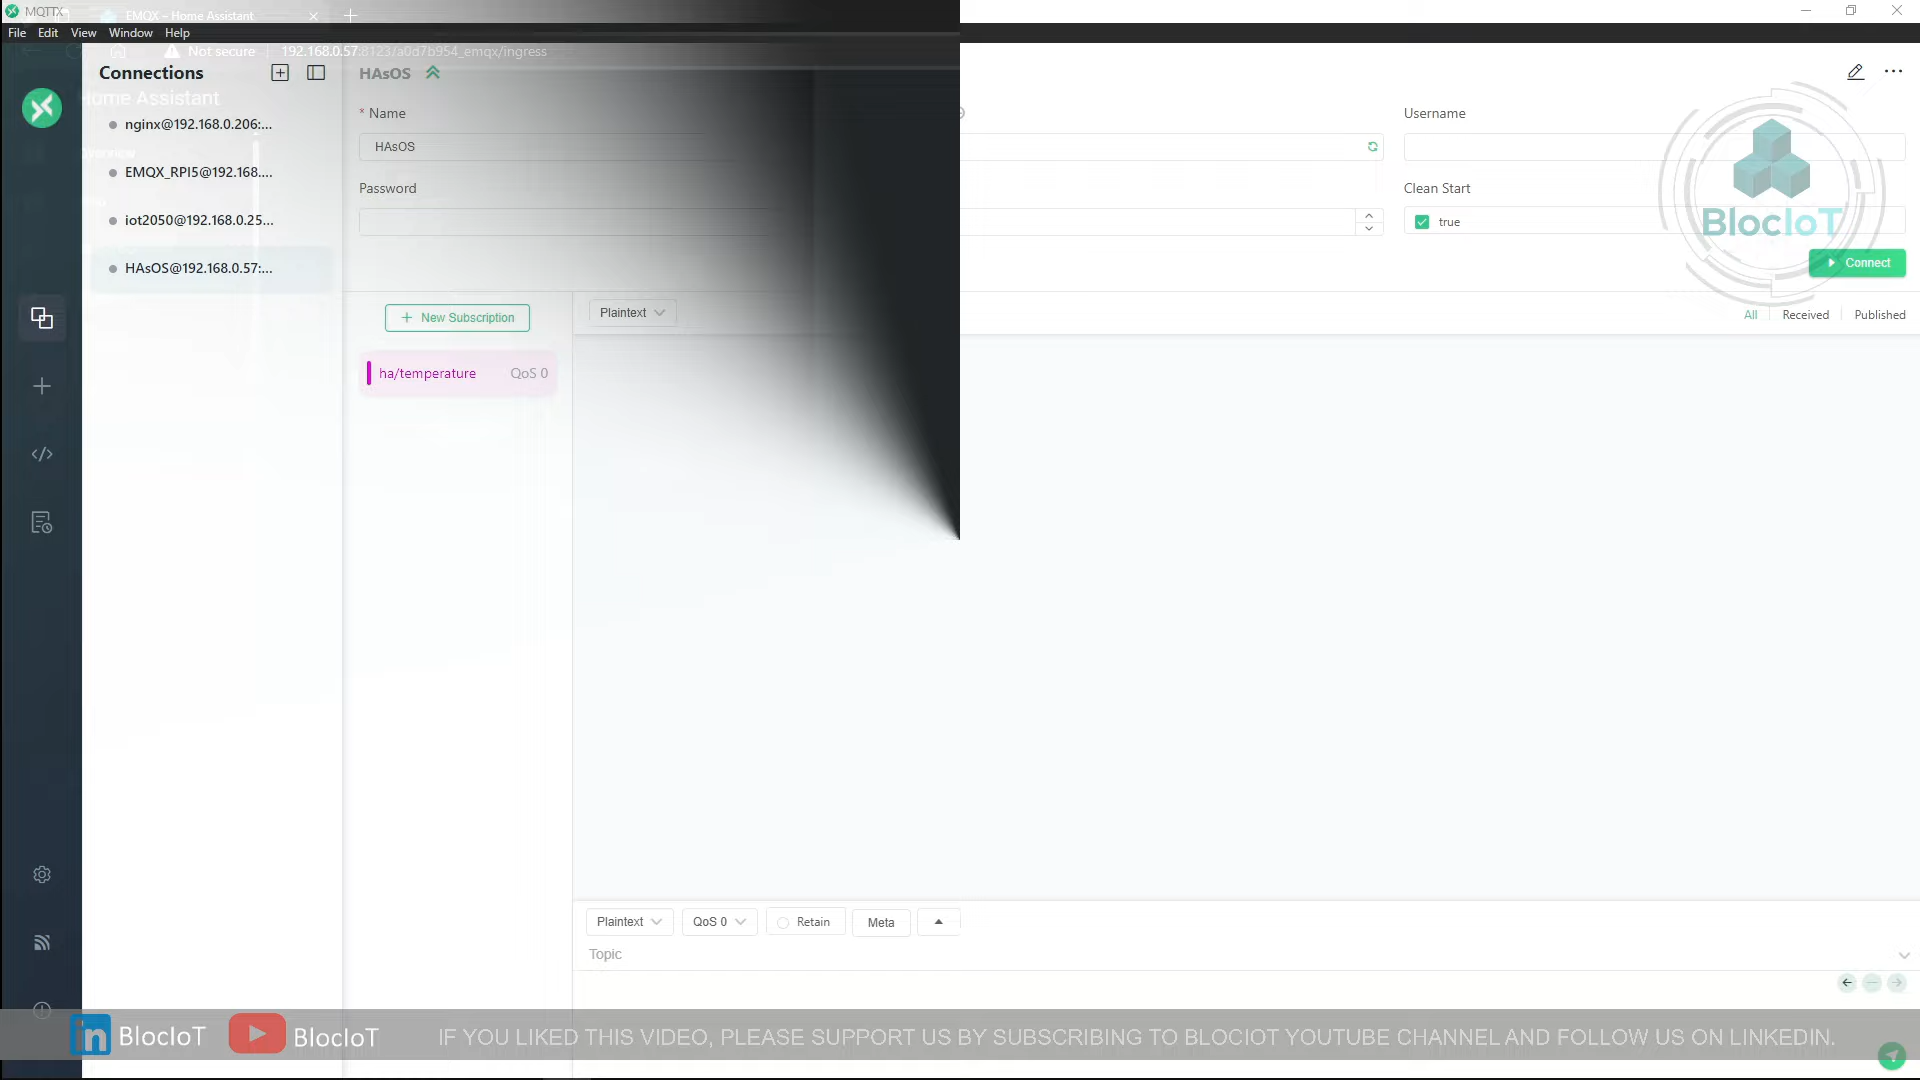 MQTTX
EMQX – Home Assistant
File Edit View Window Help
Not secure 192.168.0.57:8123/a0d7b954_emqx/ingress
Connections
HAsOS
Home Assistant
* Name
Username
nginx@192.168.0.206:...
HAsOS
Overview
EMQX_RPI5@192.168....
Password
Clean Start
iot2050@192.168.0.25...
true
BlocIoT
HAsOS@192.168.0.57:...
Connect
New Subscription
Plaintext
All
Received
Published
ha/temperature QoS 0
Plaintext
QoS 0
Retain
Meta
Topic
BlocIoT
BlocIoT
IF YOU LIKED THIS VIDEO, PLEASE SUPPORT US BY SUBSCRIBING TO BLOCIOT YOUTUBE CHANNEL AND FOLLOW US ON LINKEDIN.